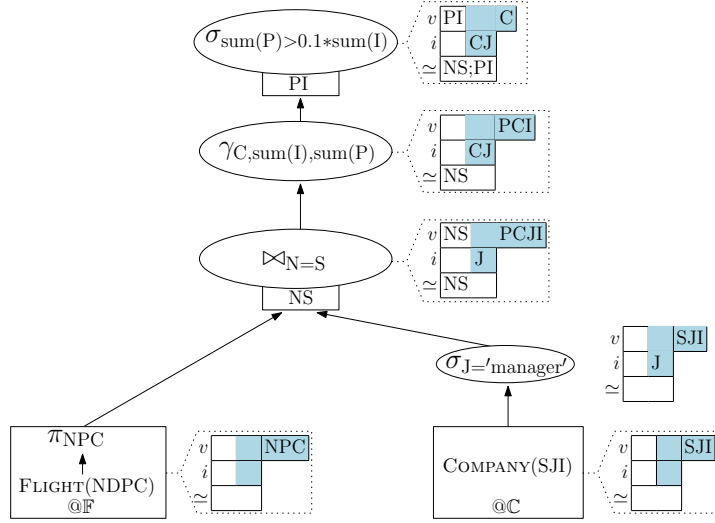 σsum(P)>0.1*sum(I)
PI
v PI C
i CJ
≃ NS;PI
γC,sum(I),sum(P)
v PCI
i CJ
≃ NS
⋈N=S
NS
v NS PCJI
i J
≃ NS
σJ='manager'
v SJI
i J
≃
πNPC
FLIGHT(NDPC)
@𝔽
v NPC
i
≃
COMPANY(SJI)
@ℂ
v SJI
i
≃